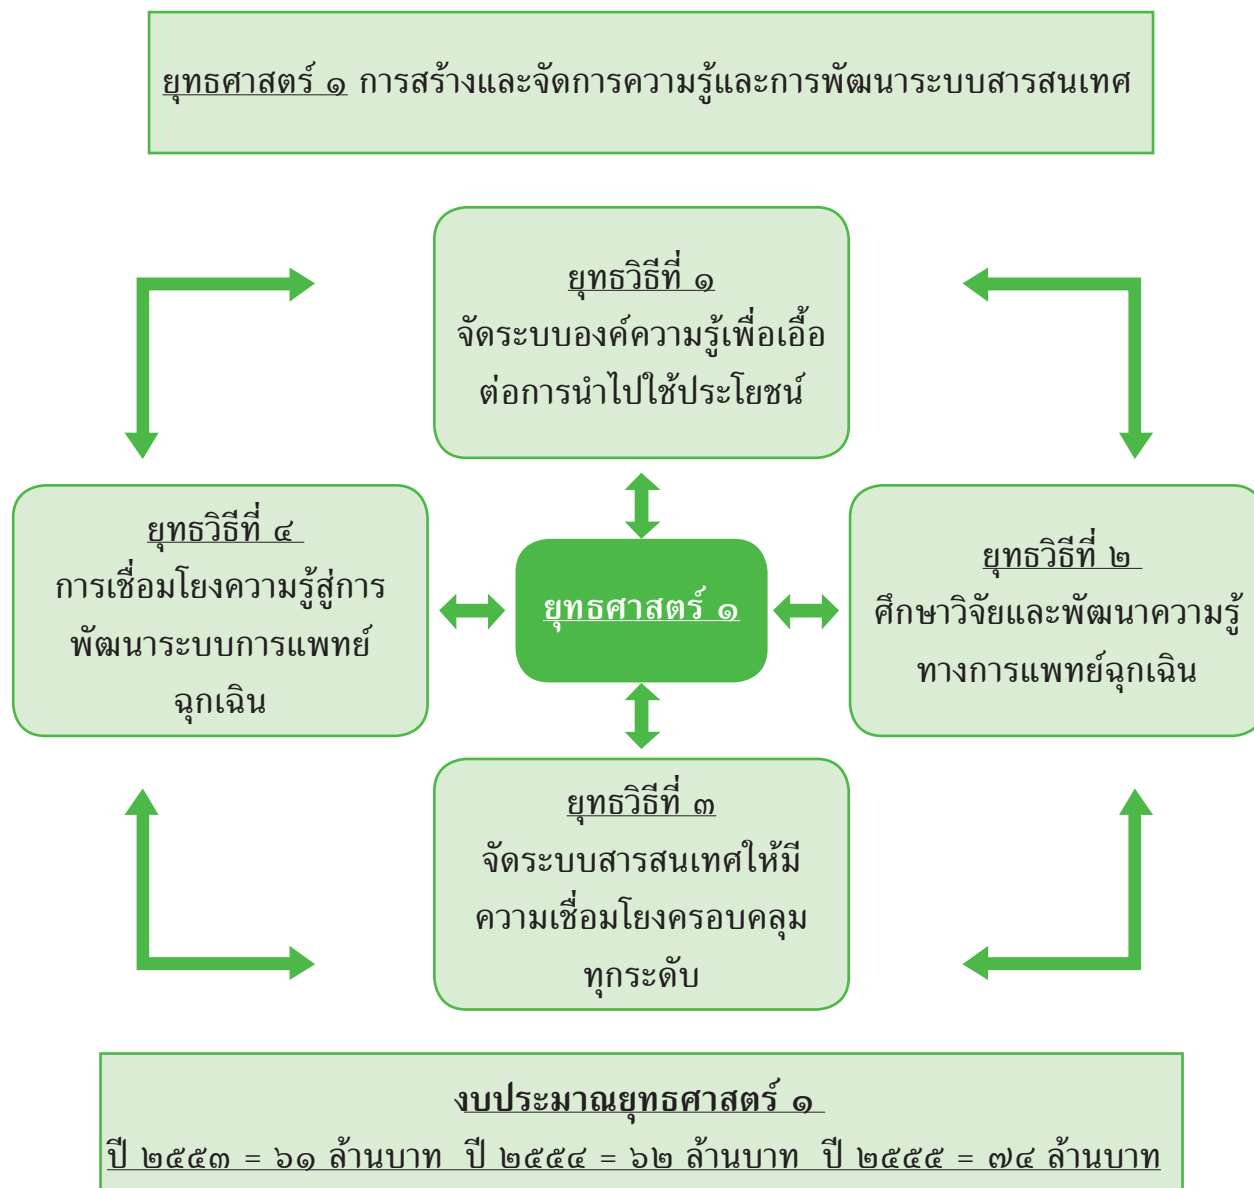 ยุทธศาสตร์ ๑ การสร้างและจัดการความรู้และการพัฒนาระบบสารสนเทศ
ยุทธวิธีที่ ๑
จัดระบบองค์ความรู้เพื่อเอื้อ
ต่อการนำไปใช้ประโยชน์
ยุทธวิธีที่ ๔
การเชื่อมโยงความรู้สู่การ
พัฒนาระบบการแพทย์
ฉุกเฉิน
ยุทธศาสตร์ ๑
ยุทธวิธีที่ ๒
ศึกษาวิจัยและพัฒนาความรู้
ทางการแพทย์ฉุกเฉิน
ยุทธวิธีที่ ๓
จัดระบบสารสนเทศให้มี
ความเชื่อมโยงครอบคลุม
ทุกระดับ
งบประมาณยุทธศาสตร์ ๑
ปี ๒๕๕๓ = ๖๑ ล้านบาท ปี ๒๕๕๔ = ๖๒ ล้านบาท ปี ๒๕๕๕ = ๗๔ ล้านบาท